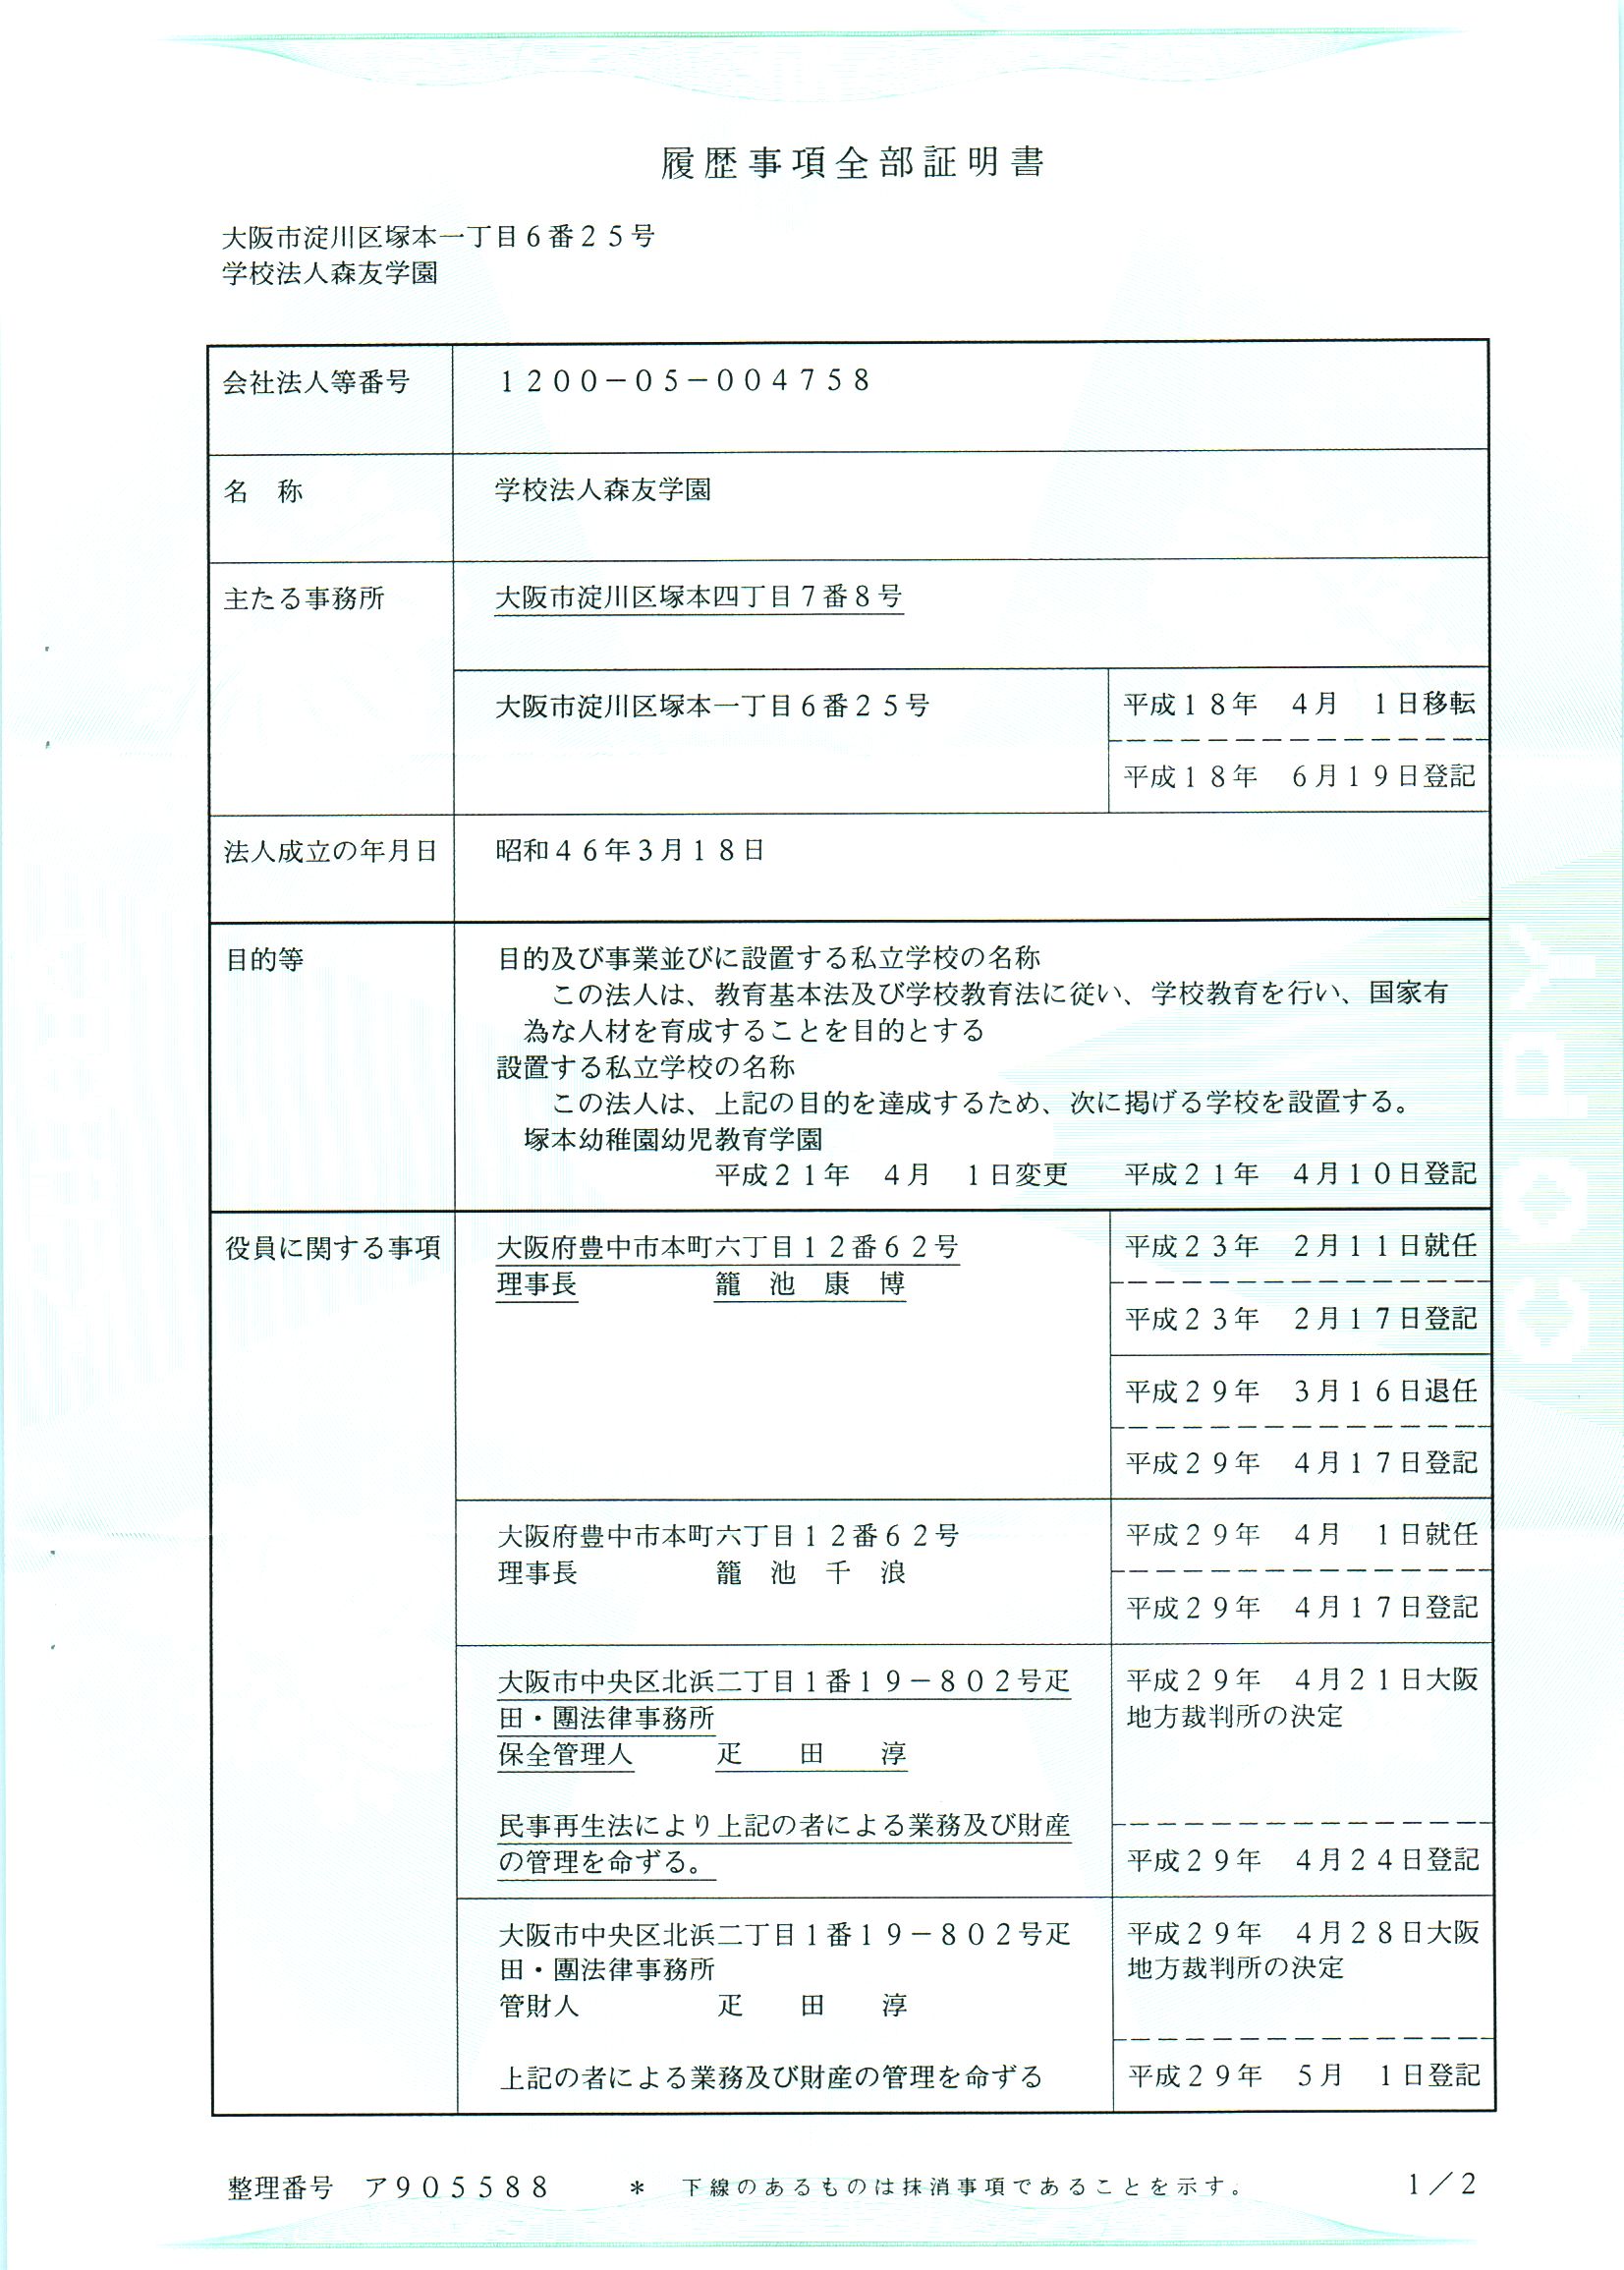 履歴事項全部証明書
大阪市淀川区塚本一丁目6番25号
学校法人森友学園
会社法人等番号 1200-05-004758
名 称 学校法人森友学園
主たる事務所 大阪市淀川区塚本四丁目7番8号
大阪市淀川区塚本一丁目6番25号 平成18年 4月 1日移転
平成18年 6月19日登記
法人成立の年月日 昭和46年3月18日
目的等 目的及び事業並びに設置する私立学校の名称
この法人は、教育基本法及び学校教育法に従い、学校教育を行い、国家有
為な人材を育成することを目的とする
設置する私立学校の名称
この法人は、上記の目的を達成するため、次に掲げる学校を設置する。
塚本幼稚園幼児教育学園
平成21年 4月 1日変更 平成21年 4月10日登記
役員に関する事項 大阪府豊中市本町六丁目12番62号 平成23年 2月11日就任
理事長 籠 池 康 博
平成23年 2月17日登記
平成29年 3月16日退任
平成29年 4月17日登記
大阪府豊中市本町六丁目12番62号 平成29年 4月 1日就任
理事長 籠 池 千 浪
平成29年 4月17日登記
大阪市中央区北浜二丁目1番19-802号疋 平成29年 4月21日大阪
田・團法律事務所 地方裁判所の決定
保全管理人 疋 田 淳
民事再生法により上記の者による業務及び財産
の管理を命ずる。 平成29年 4月24日登記
大阪市中央区北浜二丁目1番19-802号疋 平成29年 4月28日大阪
田・團法律事務所 地方裁判所の決定
管財人 疋 田 淳
上記の者による業務及び財産の管理を命ずる 平成29年 5月 1日登記
整理番号 ア905588 * 下線のあるものは抹消事項であることを示す。 1/2